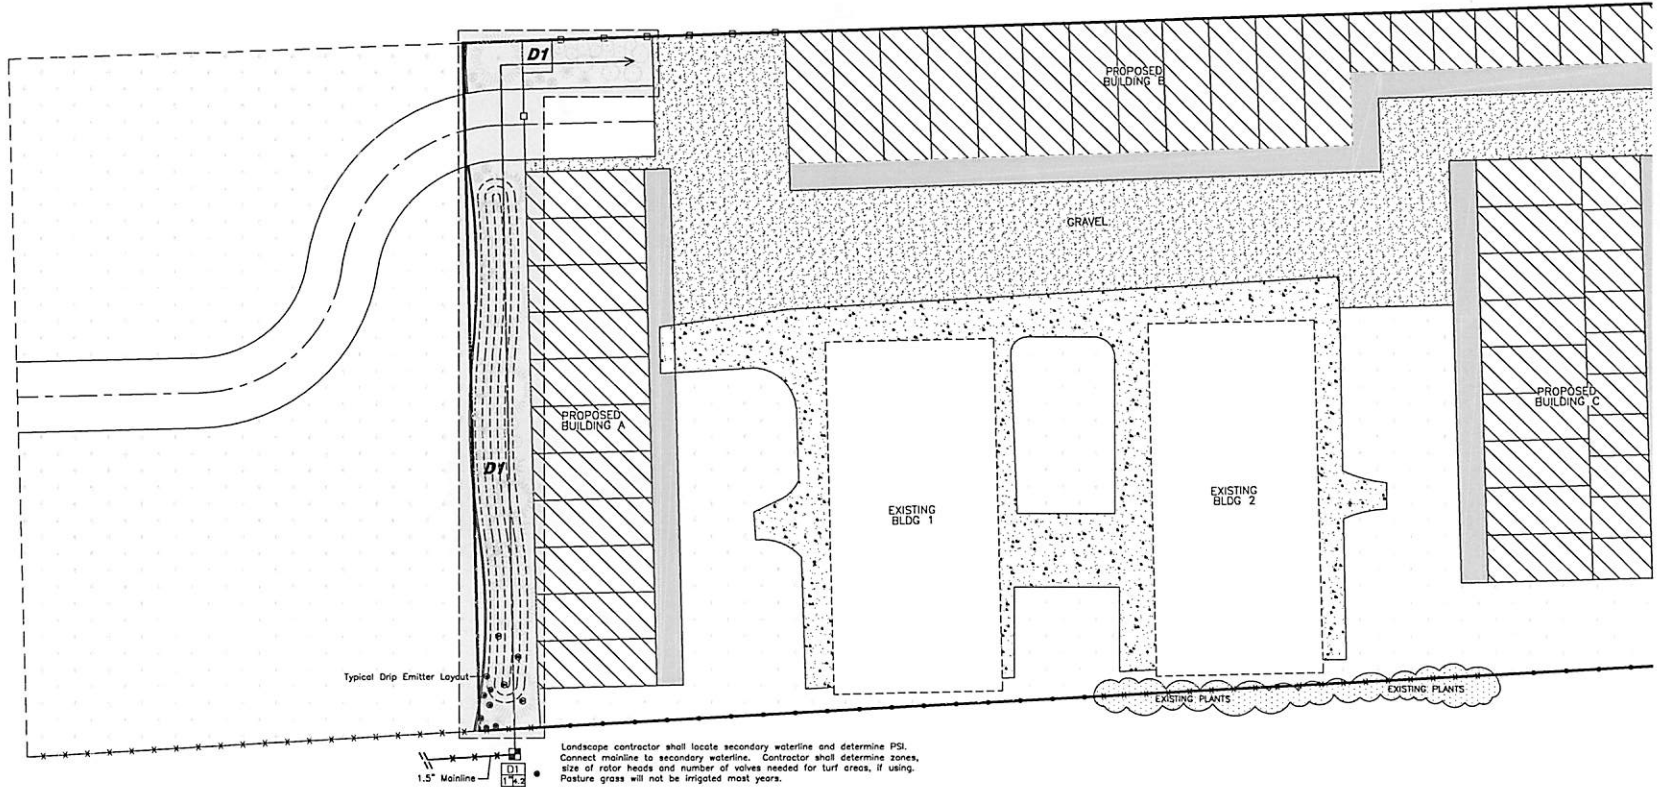 D1
PROPOSED
BUILDING B
GRAVEL
PROPOSED
BUILDING A
PROPOSED
BUILDING C
D1
EXISTING
BLDG 1
EXISTING
BLDG 2
Typical Drip Emitter Layout
EXISTING PLANTS
EXISTING PLANTS
1.5" Mainline
D1
1" 4.2
Landscape contractor shall locate secondary waterline and determine PSI.
Connect mainline to secondary waterline. Contractor shall determine zones,
size of rotor heads and number of valves needed for turf areas, if using.
Pasture grass will not be irrigated most years.